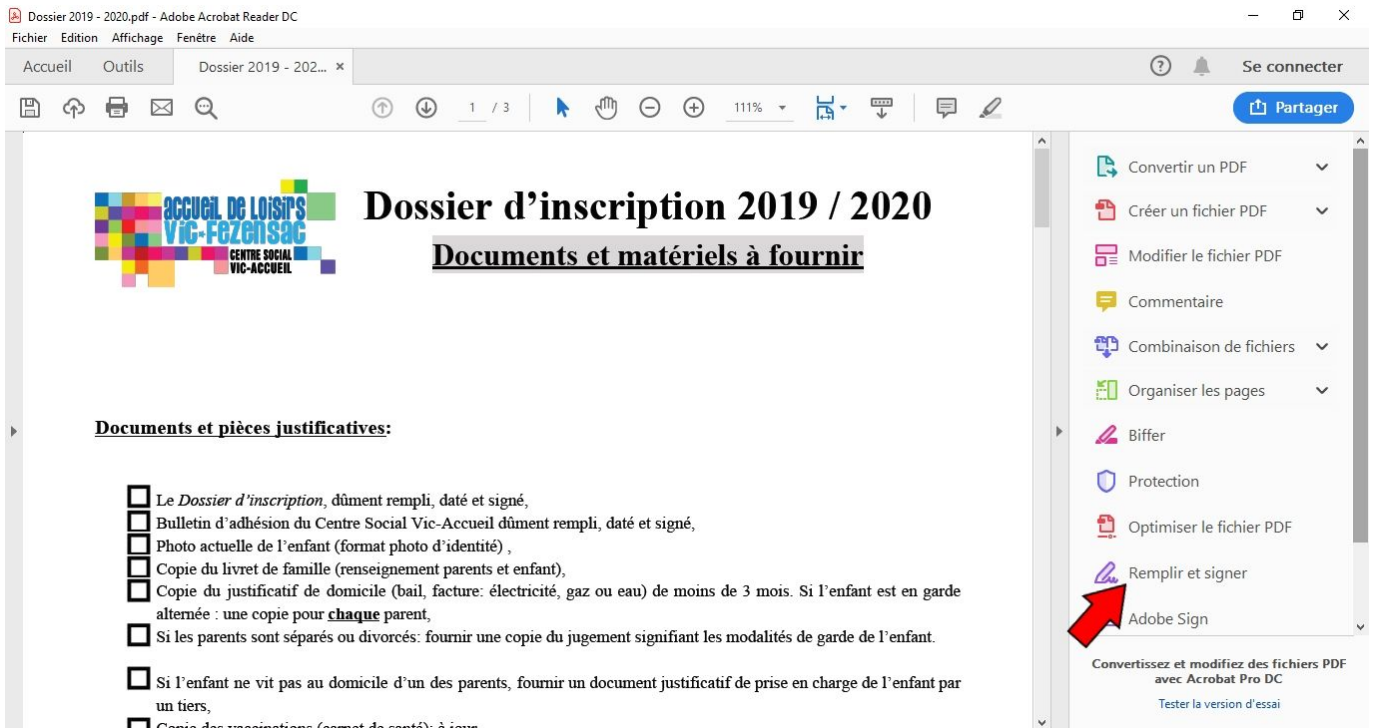 Dossier 2019 - 2020.pdf - Adobe Acrobat Reader DC
Fichier Edition Affichage Fenêtre Aide
Accueil Outils Dossier 2019 - 202... × Se connecter
1 / 3 111% Partager
ACCUEIL DE LOISIRS
VIC-FEZENSAC
CENTRE SOCIAL
VIC-ACCUEIL
Dossier d’inscription 2019 / 2020
Documents et matériels à fournir
Documents et pièces justificatives:
Le Dossier d’inscription, dûment rempli, daté et signé,
Bulletin d’adhésion du Centre Social Vic-Accueil dûment rempli, daté et signé,
Photo actuelle de l’enfant (format photo d’identité) ,
Copie du livret de famille (renseignement parents et enfant),
Copie du justificatif de domicile (bail, facture: électricité, gaz ou eau) de moins de 3 mois. Si l’enfant est en garde
alternée : une copie pour chaque parent,
Si les parents sont séparés ou divorcés: fournir une copie du jugement signifiant les modalités de garde de l’enfant.
Si l’enfant ne vit pas au domicile d’un des parents, fournir un document justificatif de prise en charge de l’enfant par
un tiers,
Copie des vaccinations (carnet de santé): à jour
Convertir un PDF
Créer un fichier PDF
Modifier le fichier PDF
Commentaire
Combinaison de fichiers
Organiser les pages
Biffer
Protection
Optimiser le fichier PDF
Remplir et signer
Adobe Sign
Convertissez et modifiez des fichiers PDF
avec Acrobat Pro DC
Tester la version d'essai